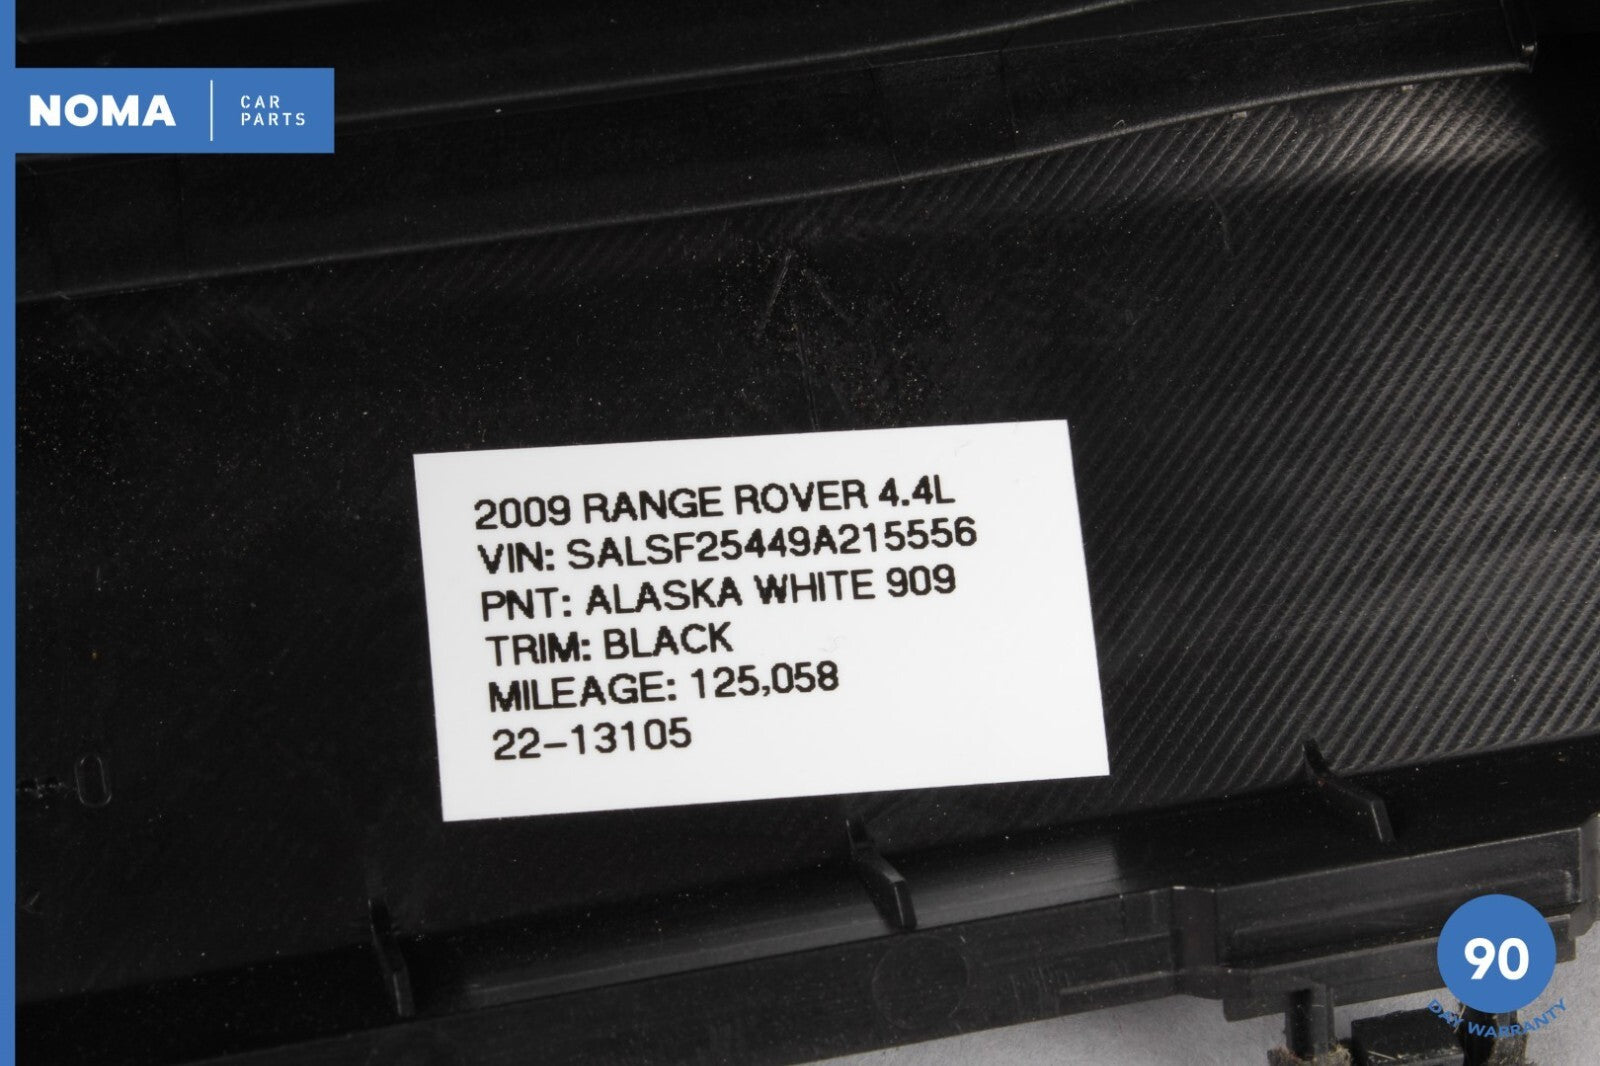 NOMA
CAR
PARTS
2009 RANGE ROVER 4.4L
VIN: SALSF25449A215556
PNT: ALASKA WHITE 909
TRIM: BLACK
MILEAGE: 125,058
22-13105
90
DAY WARRANTY